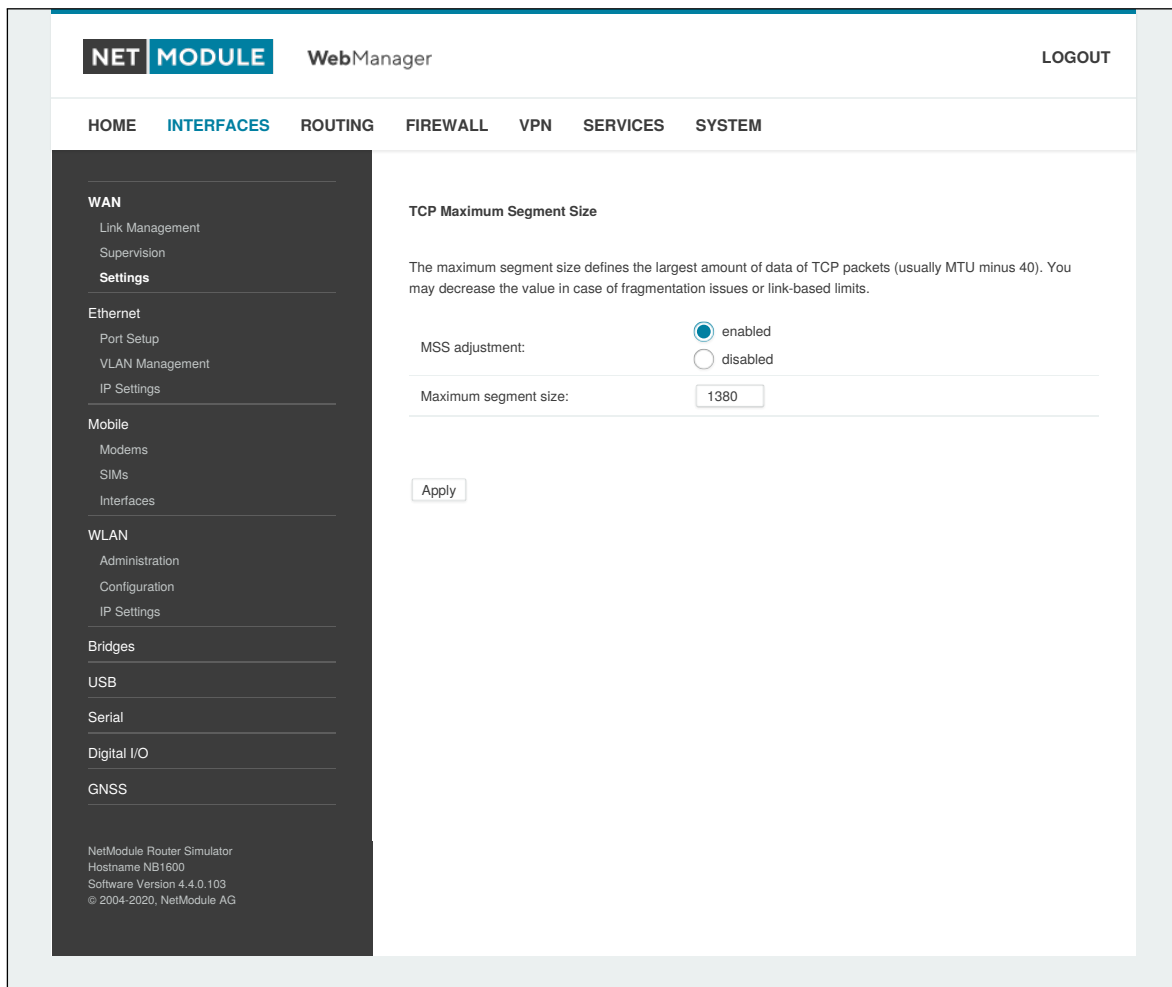 NET MODULE WebManager LOGOUT
HOME INTERFACES ROUTING FIREWALL VPN SERVICES SYSTEM
WAN
Link Management
Supervision
Settings
Ethernet
Port Setup
VLAN Management
IP Settings
Mobile
Modems
SIMs
Interfaces
WLAN
Administration
Configuration
IP Settings
Bridges
USB
Serial
Digital I/O
GNSS
NetModule Router Simulator
Hostname NB1600
Software Version 4.4.0.103
© 2004-2020, NetModule AG
TCP Maximum Segment Size
The maximum segment size defines the largest amount of data of TCP packets (usually MTU minus 40). You
may decrease the value in case of fragmentation issues or link-based limits.
MSS adjustment:
enabled
disabled
Maximum segment size: 1380
Apply